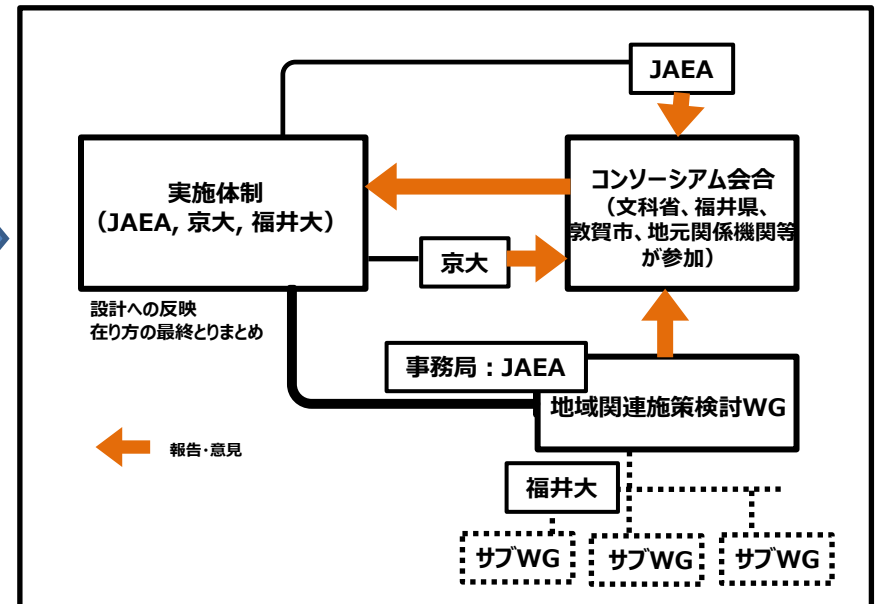 JAEA
実施体制
（JAEA, 京大, 福井大）
コンソーシアム会合
（文科省、福井県、
敦賀市、地元関係機関等
が参加）
京大
設計への反映
在り方の最終とりまとめ
事務局：JAEA
地域関連施策検討WG
報告・意見
福井大
サブWG
サブWG
サブWG